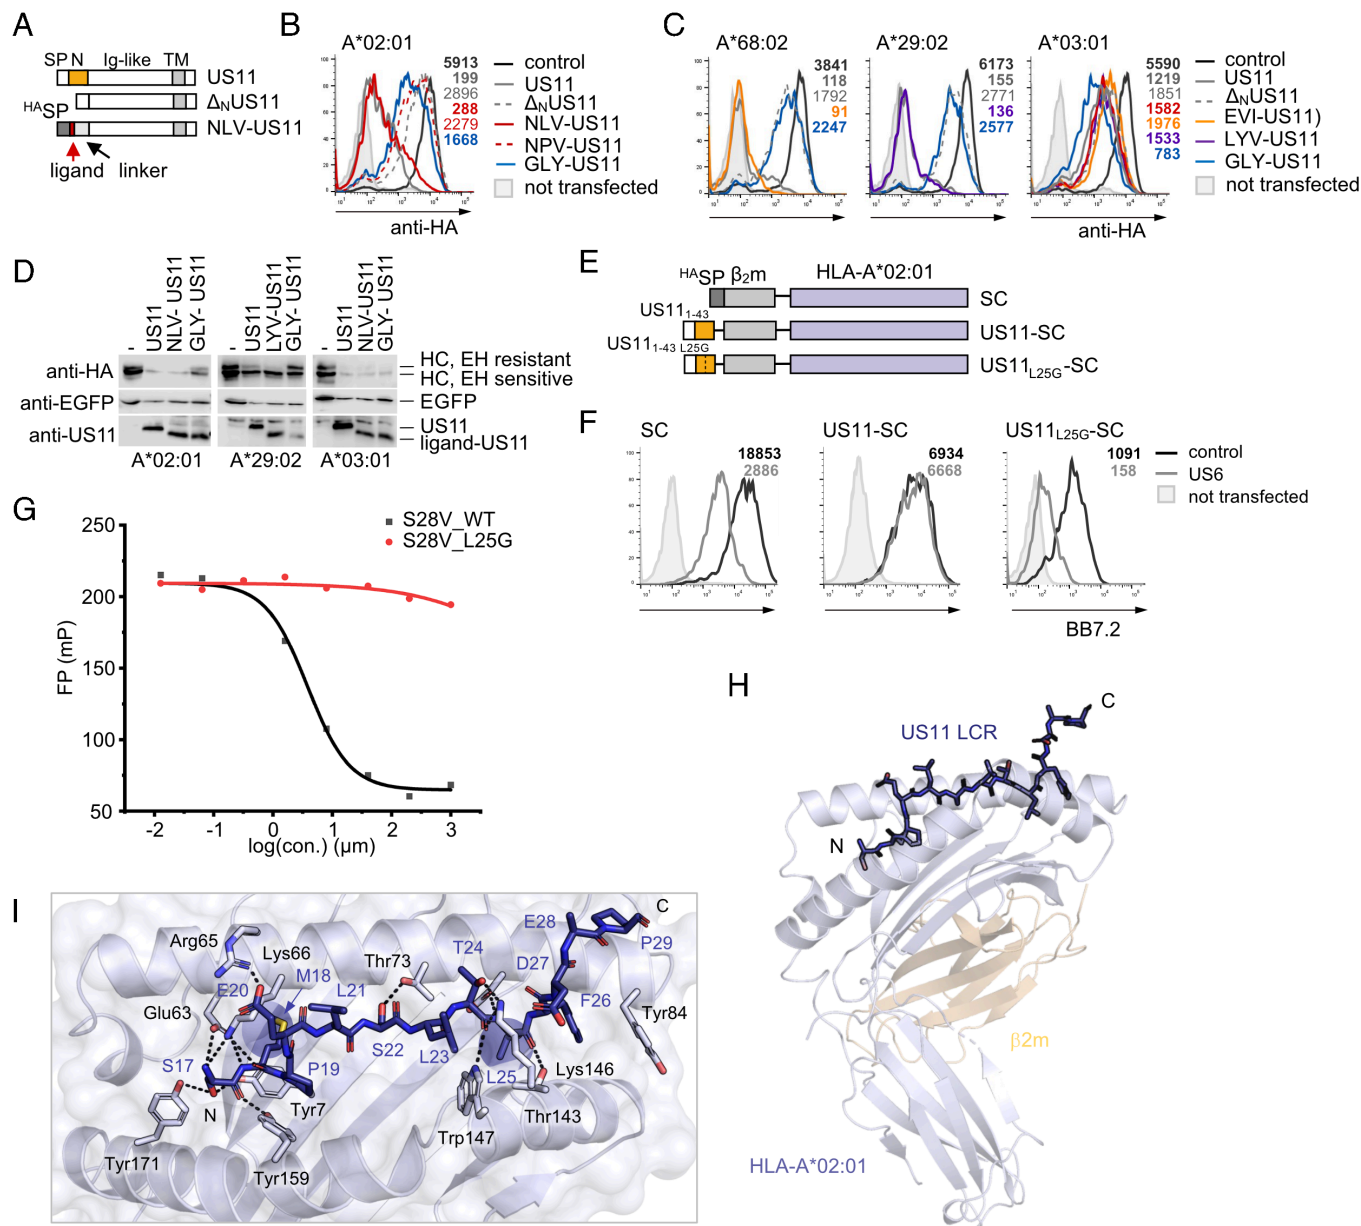 A
SP N Ig-like TM
US11
ΔNUS11
HASP
NLV-US11
ligand linker
B
A*02:01
5913
199
2896
288
2279
1668
control
US11
ΔNUS11
NLV-US11
NPV-US11
GLY-US11
not transfected
anti-HA
C
A*68:02
3841
118
1792
91
2247
A*29:02
6173
155
2771
136
2577
A*03:01
5590
1219
1851
1582
1976
1533
783
control
US11
ΔNUS11
EVI-US11)
LYV-US11
GLY-US11
not transfected
anti-HA
D
- US11 NLV-US11 GLY- US11
- US11 LYV-US11 GLY- US11
- US11 NLV-US11 GLY- US11
anti-HA
HC, EH resistant
HC, EH sensitive
anti-EGFP
EGFP
anti-US11
US11
ligand-US11
A*02:01 A*29:02 A*03:01
E
HASP β2m HLA-A*02:01
SC
US111-43
US11-SC
US111-43 L25G
US11L25G-SC
F
SC
18853
2886
US11-SC
6934
6668
US11L25G-SC
1091
158
control
US6
not transfected
BB7.2
G
S28V_WT
S28V_L25G
250
200
150
100
50
FP (mP)
-2 -1 0 1 2 3
log(con.) (μm)
H
C
US11 LCR
N
β2m
HLA-A*02:01
I
C
E28
P29
Arg65
Lys66
T24
Thr73
D27
M18
E20
L21
F26
Glu63
Tyr84
S22
L23
S17
P19
L25
Lys146
N
Tyr7
Thr143
Trp147
Tyr171
Tyr159